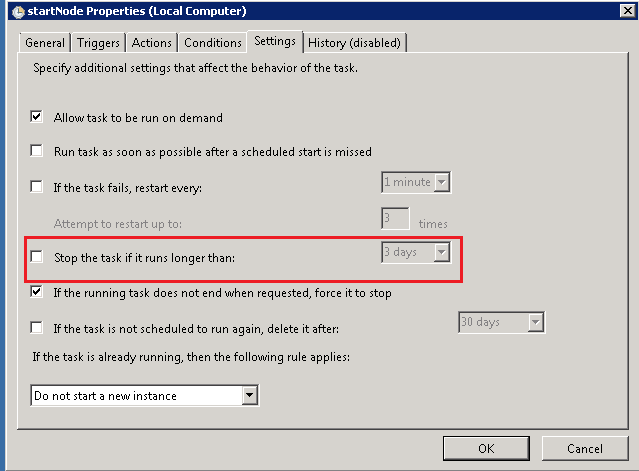 startNode Properties (Local Computer)
General Triggers Actions Conditions Settings History (disabled)
Specify additional settings that affect the behavior of the task.
Allow task to be run on demand
Run task as soon as possible after a scheduled start is missed
If the task fails, restart every: 1 minute
Attempt to restart up to: 3 times
Stop the task if it runs longer than: 3 days
If the running task does not end when requested, force it to stop
If the task is not scheduled to run again, delete it after: 30 days
If the task is already running, then the following rule applies:
Do not start a new instance
OK Cancel